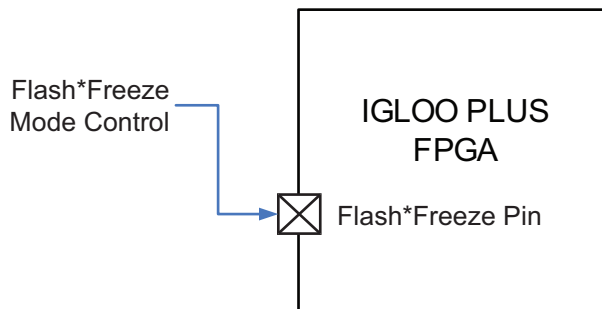 Flash*Freeze
Mode Control
IGLOO PLUS
FPGA
Flash*Freeze Pin